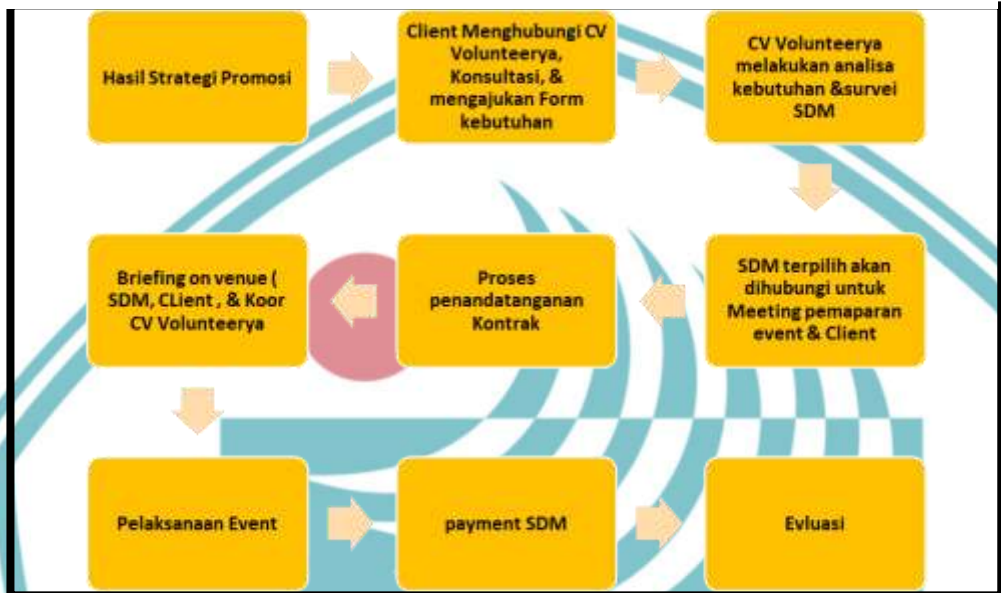 Hasil Strategi Promosi
Client Menghubungi CV
Volunteerya,
Konsultasi, &
mengajukan Form
kebutuhan
CV Volunteerya
melakukan analisa
kebutuhan &survei
SDM
SDM terpilih akan
dihubungi untuk
Meeting pemaparan
event & Client
Proses
penandatanganan
Kontrak
Briefing on venue (
SDM, CLient , & Koor
CV Volunteerya
Pelaksanaan Event
payment SDM
Evluasi